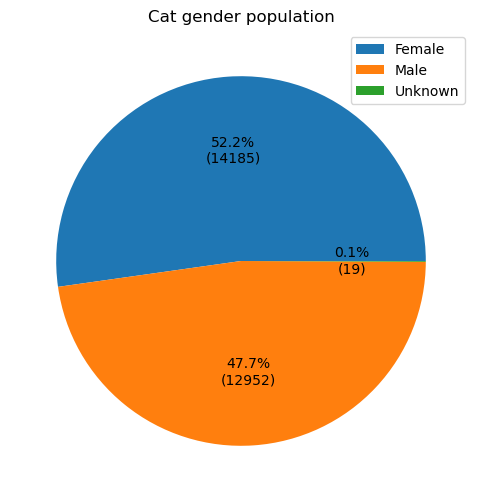 Cat gender population
Female
Male
Unknown
52.2%
(14185)
0.1%
(19)
47.7%
(12952)